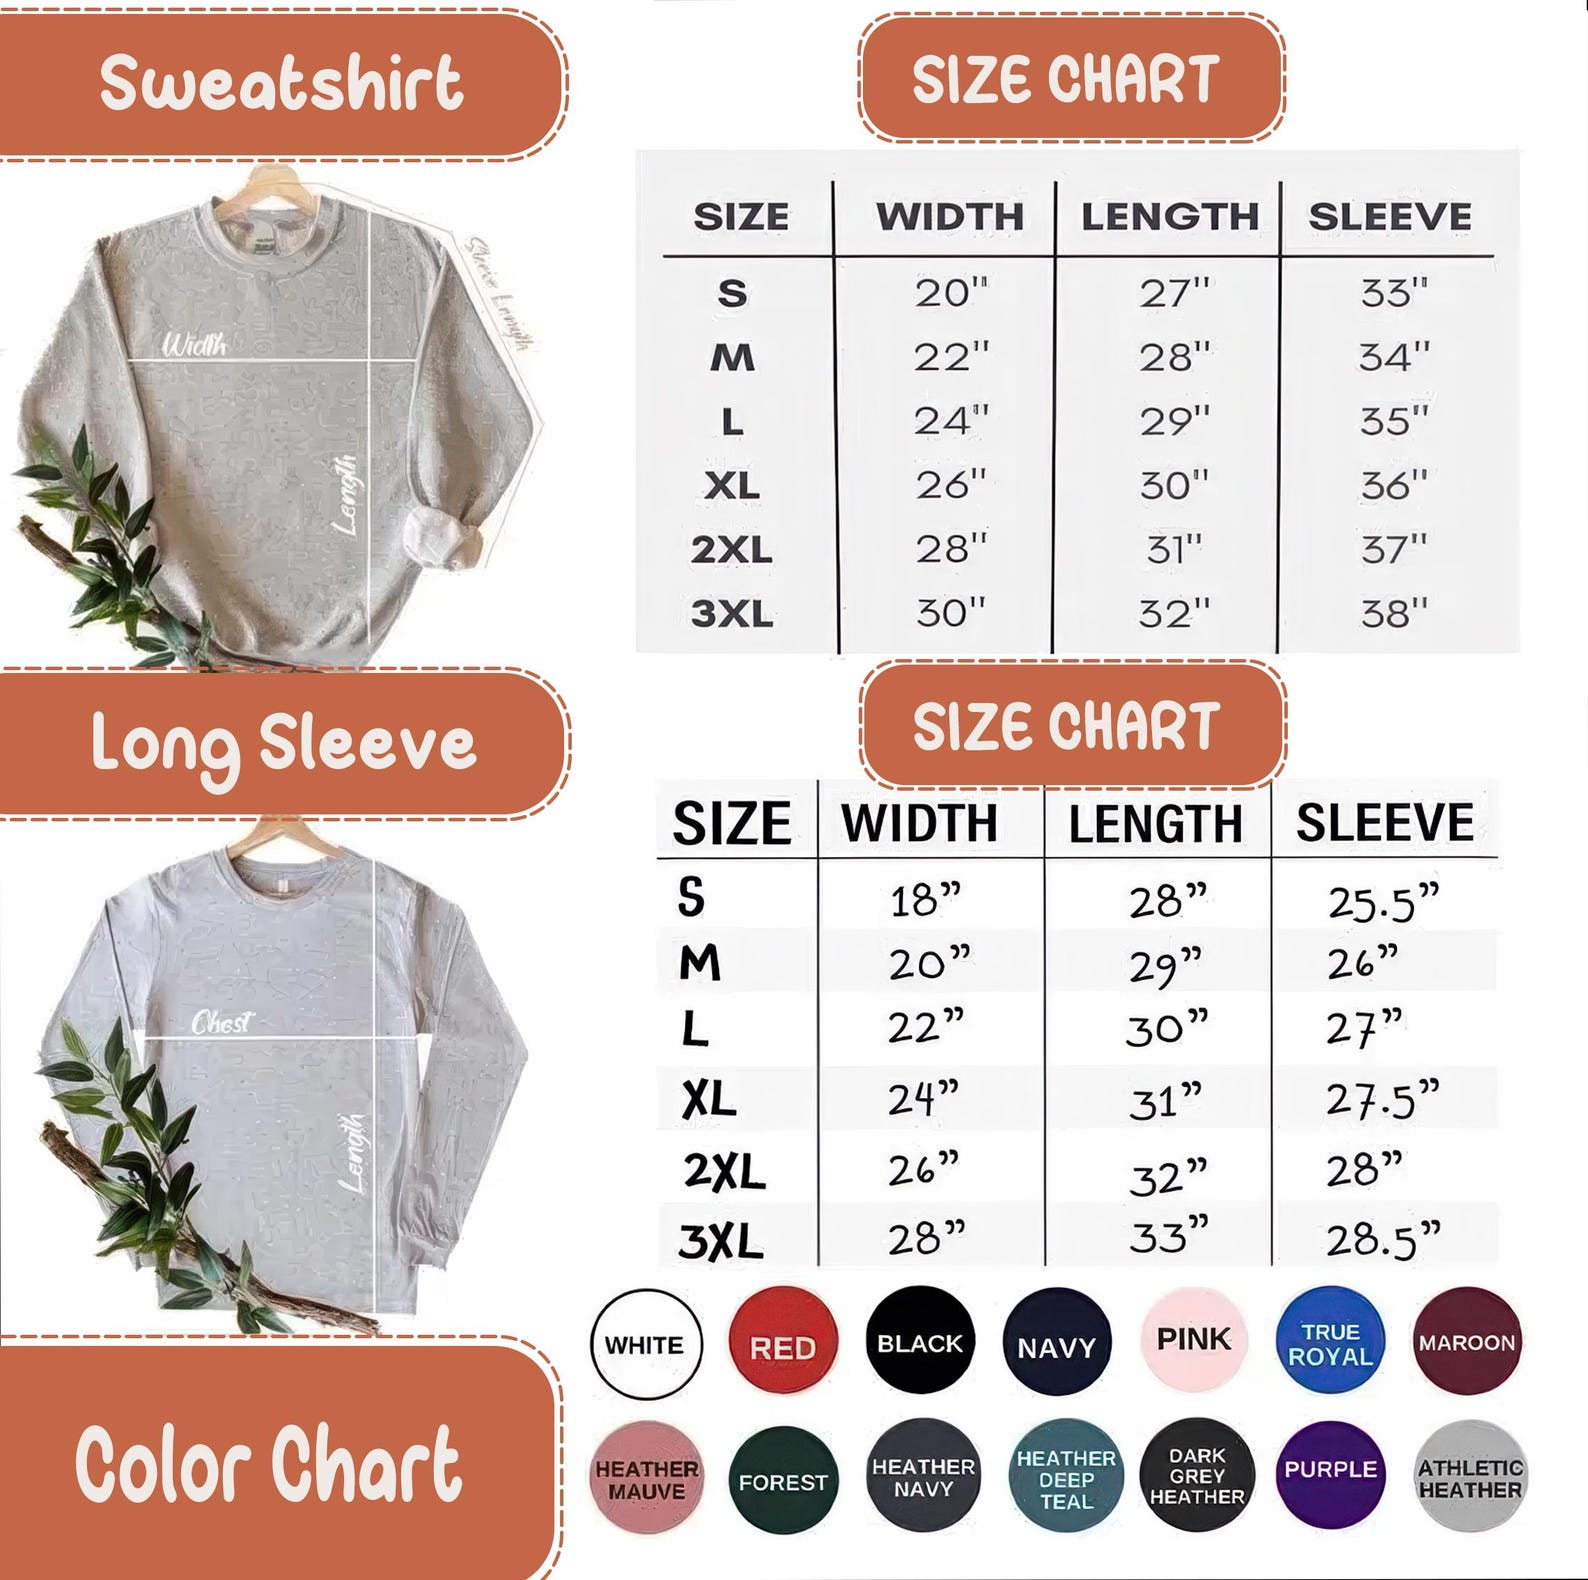 Sweatshirt
SIZE CHART
Width
Length
Sleeve Length
SIZE WIDTH LENGTH SLEEVE
S 20" 27" 33"
M 22" 28" 34"
L 24" 29" 35"
XL 26" 30" 36"
2XL 28" 31" 37"
3XL 30" 32" 38"
Long Sleeve
SIZE CHART
Chest
Length
SIZE WIDTH LENGTH SLEEVE
S 18” 28” 25.5”
M 20” 29” 26”
L 22” 30” 27”
XL 24” 31” 27.5”
2XL 26” 32” 28”
3XL 28” 33” 28.5”
Color Chart
WHITE
RED
BLACK
NAVY
PINK
TRUE
ROYAL
MAROON
HEATHER
MAUVE
FOREST
HEATHER
NAVY
HEATHER
DEEP
TEAL
DARK
GREY
HEATHER
PURPLE
ATHLETIC
HEATHER